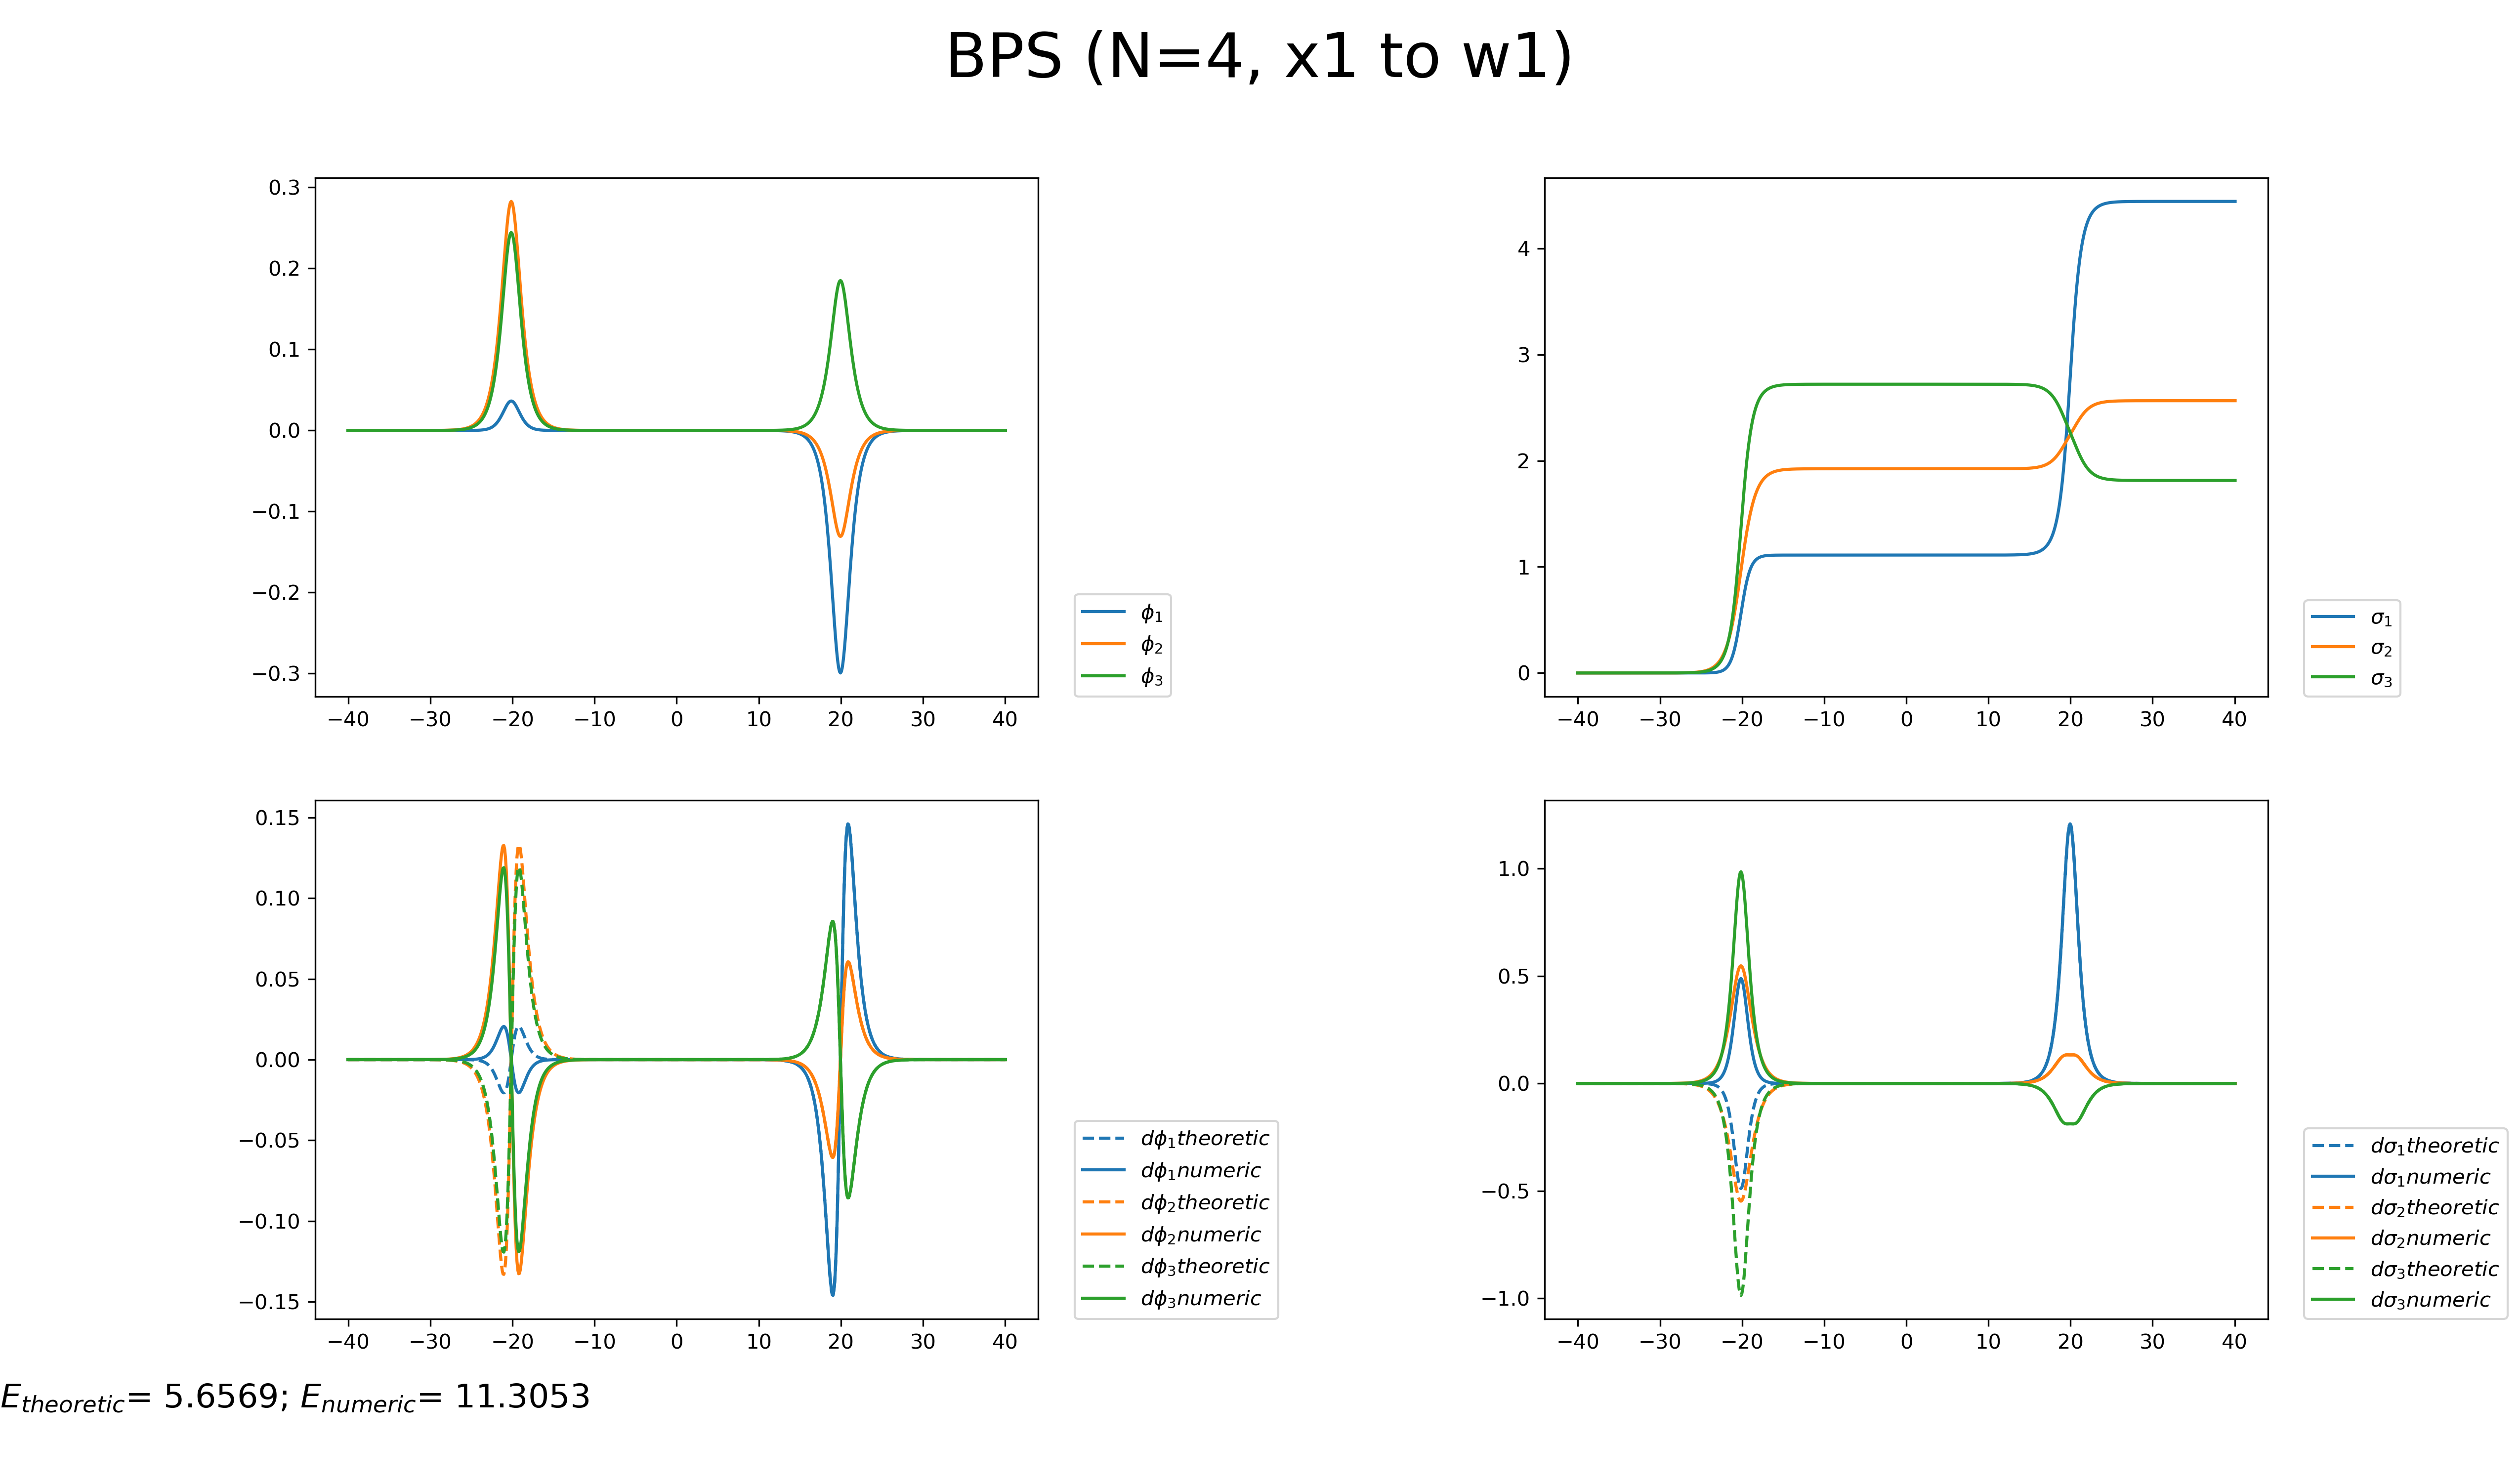 BPS (N=4, x1 to w1)
0.3
0.2
0.1
0.0
−0.1
−0.2
−0.3
−40 −30 −20 −10 0 10 20 30 40
ϕ₁
ϕ₂
ϕ₃
4
3
2
1
0
−40 −30 −20 −10 0 10 20 30 40
σ₁
σ₂
σ₃
0.15
0.10
0.05
0.00
−0.05
−0.10
−0.15
−40 −30 −20 −10 0 10 20 30 40
dϕ₁theoretic
dϕ₁numeric
dϕ₂theoretic
dϕ₂numeric
dϕ₃theoretic
dϕ₃numeric
1.0
0.5
0.0
−0.5
−1.0
−40 −30 −20 −10 0 10 20 30 40
dσ₁theoretic
dσ₁numeric
dσ₂theoretic
dσ₂numeric
dσ₃theoretic
dσ₃numeric
Etheoretic= 5.6569; Enumeric= 11.3053